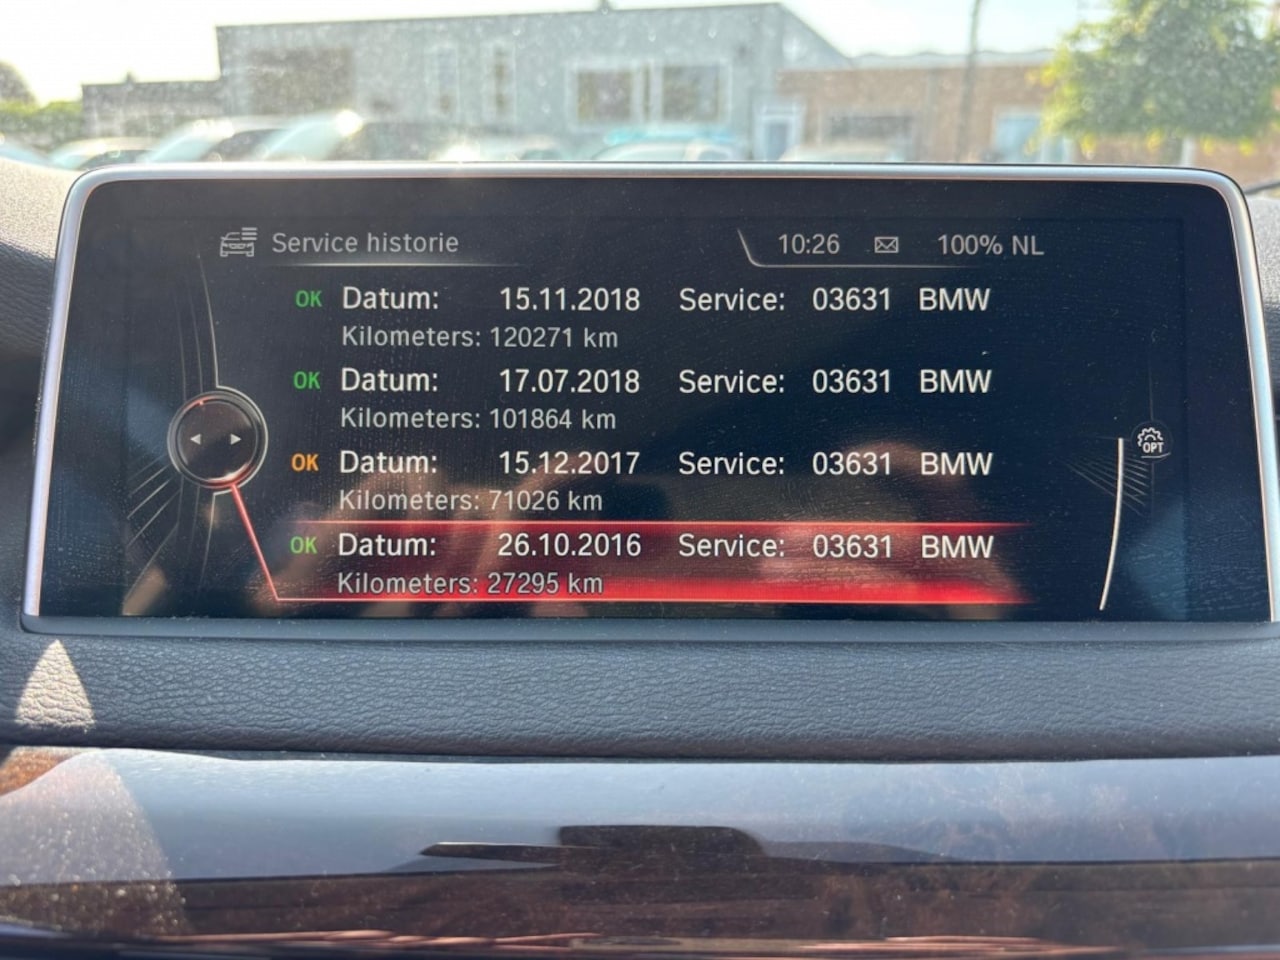 Service historie
10:26 100% NL
OK Datum: 15.11.2018 Service: 03631 BMW
Kilometers: 120271 km
OK Datum: 17.07.2018 Service: 03631 BMW
Kilometers: 101864 km
OK Datum: 15.12.2017 Service: 03631 BMW
Kilometers: 71026 km
OK Datum: 26.10.2016 Service: 03631 BMW
Kilometers: 27295 km
OPT